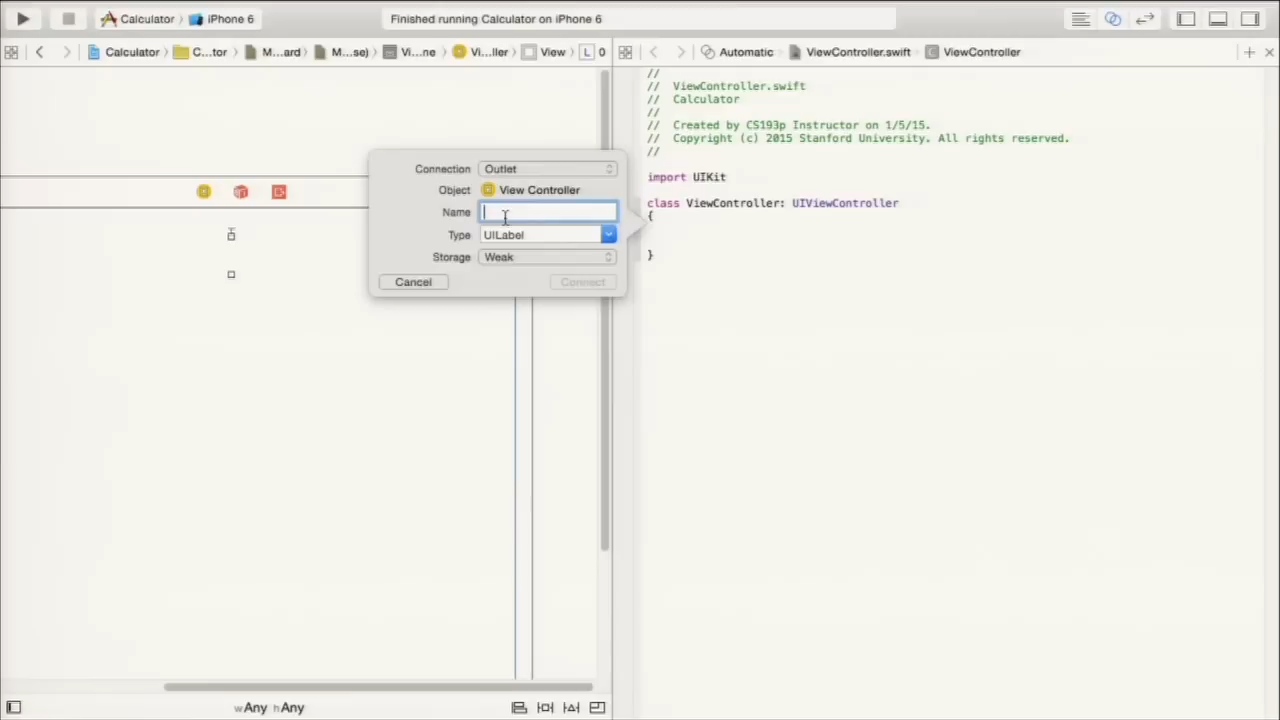 Calculator iPhone 6
Finished running Calculator on iPhone 6
Calculator C...tor M...ard M...se) Vi...ne Vi...ller View L 0
Automatic ViewController.swift C ViewController
//
// ViewController.swift
// Calculator
//
// Created by CS193p Instructor on 1/5/15.
// Copyright (c) 2015 Stanford University. All rights reserved.
//
import UIKit
class ViewController: UIViewController
{
}
Connection Outlet
Object View Controller
Name
Type UILabel
Storage Weak
Cancel Connect
wAny hAny